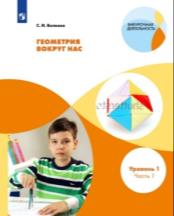 С. И. Волкова
ГЕОМЕТРИЯ
ВОКРУГ НАС
ВНЕУРОЧНАЯ
ДЕЯТЕЛЬНОСТЬ
Уровень 1
Часть 1